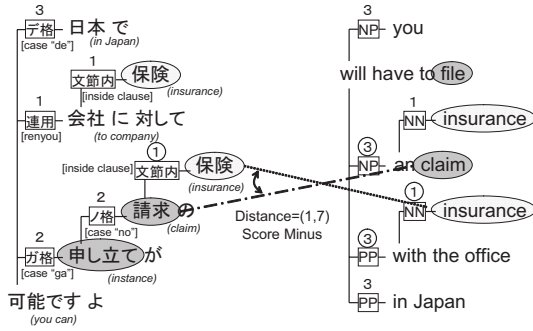 3
デ格 日本 で
[case "de"] (in Japan)
1
文節内 保険
[inside clause] (insurance)
1
連用 会社 に 対して
[renyou] (to company)
1
[inside clause] 文節内 保険
(insurance)
2
ノ格 請求 の
[case "no"] (claim)
2
ガ格 申し立て が
[case "ga"] (instance)
可能です よ
(you can)
Distance=(1,7)
Score Minus
3
NP you
will have to file
1
NN insurance
3
NP an claim
1
NN insurance
3
PP with the office
3
PP in Japan